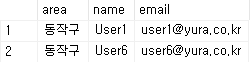 area name email
1 동작구 User1 user1@yura.co.kr
2 동작구 User6 user6@yura.co.kr